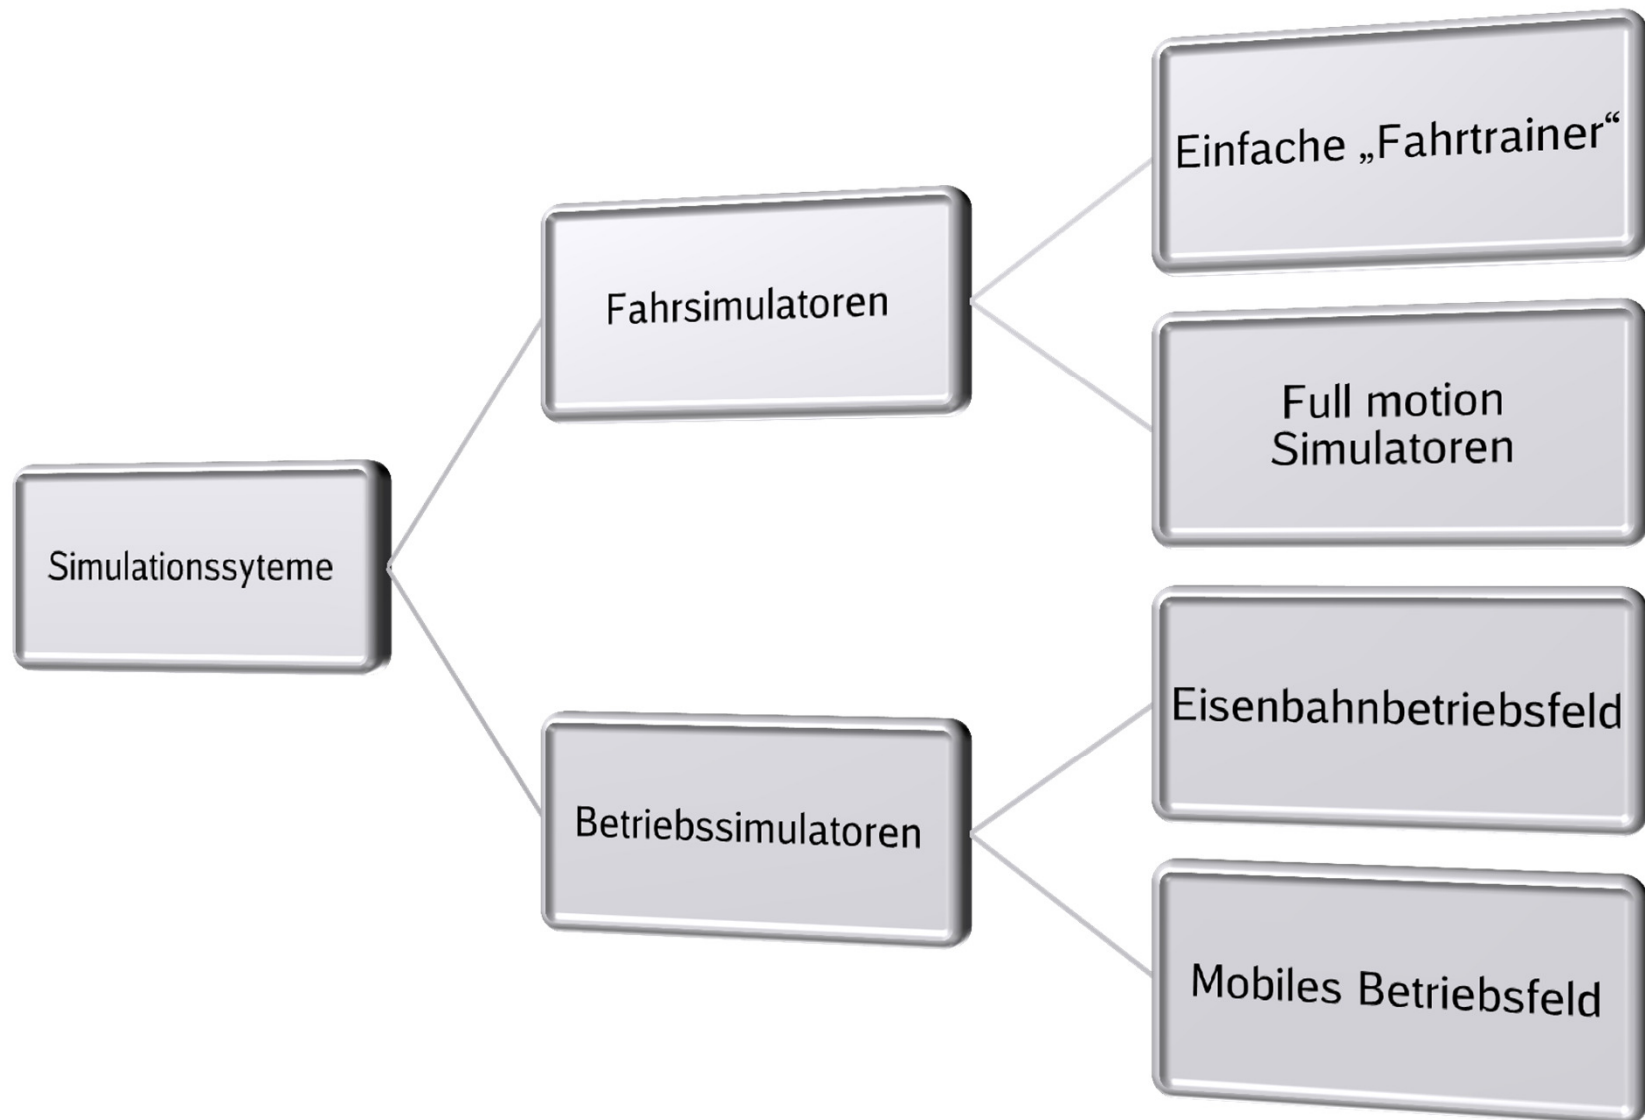 Simulationssyteme
Fahrsimulatoren
Einfache „Fahrtrainer“
Full motion
Simulatoren
Betriebssimulatoren
Eisenbahnbetriebsfeld
Mobiles Betriebsfeld